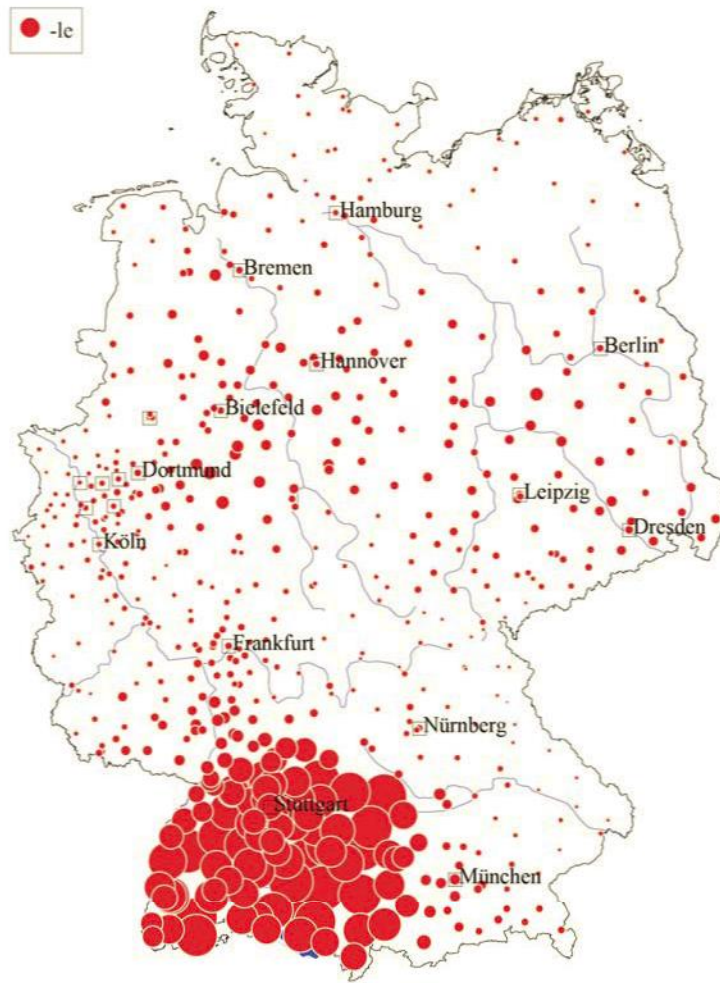 -le
Hamburg
Bremen
Berlin
Hannover
Bielefeld
Dortmund
Leipzig
Dresden
Köln
Frankfurt
Nürnberg
Stuttgart
München